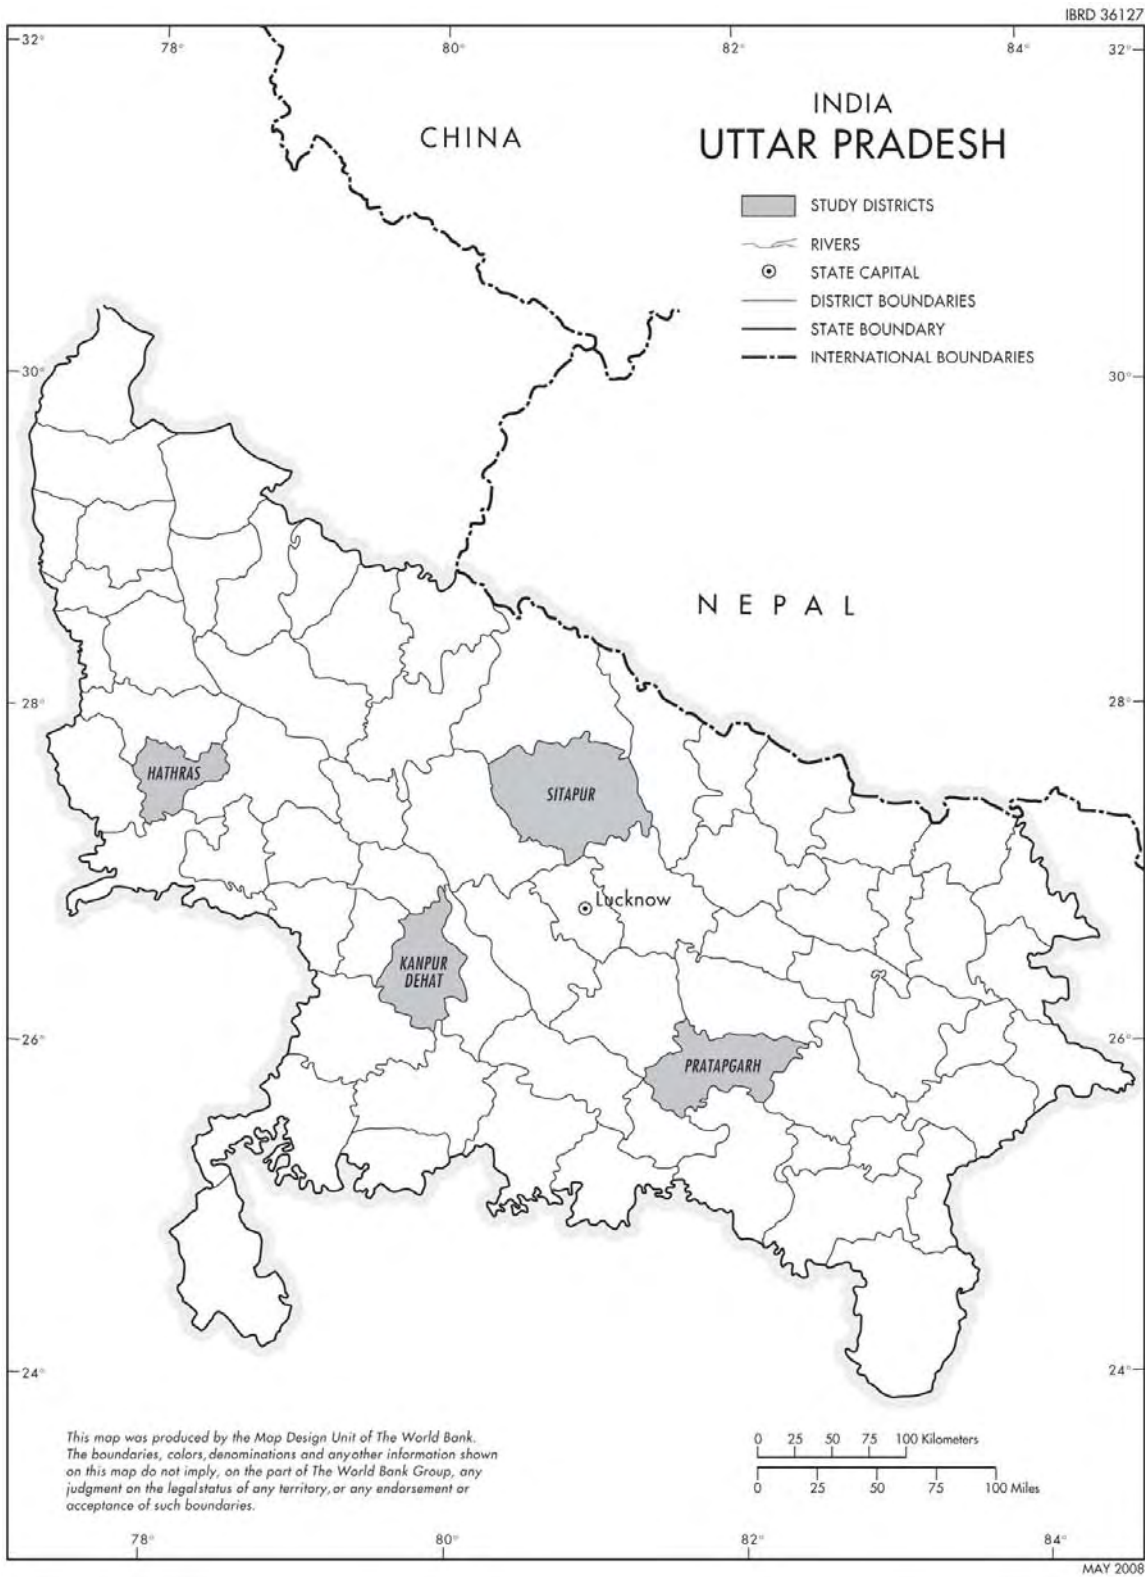 IBRD 36127
32°
78°
80°
82°
84°
32°
INDIA
UTTAR PRADESH
CHINA
STUDY DISTRICTS
RIVERS
STATE CAPITAL
DISTRICT BOUNDARIES
STATE BOUNDARY
INTERNATIONAL BOUNDARIES
30°
30°
NEPAL
28°
28°
HATHRAS
SITAPUR
Lucknow
KANPUR
DEHAT
26°
26°
PRATAPGARH
24°
24°
This map was produced by the Map Design Unit of The World Bank.
The boundaries, colors, denominations and any other information shown
on this map do not imply, on the part of The World Bank Group, any
judgment on the legal status of any territory, or any endorsement or
acceptance of such boundaries.
0 25 50 75 100 Kilometers
0 25 50 75 100 Miles
78°
80°
82°
84°
MAY 2008